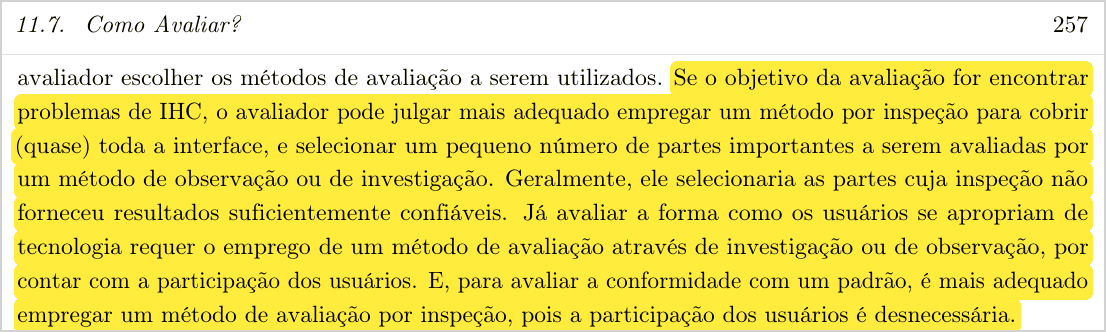 11.7. Como Avaliar? 257
avaliador escolher os métodos de avaliação a serem utilizados. Se o objetivo da avaliação for encontrar
problemas de IHC, o avaliador pode julgar mais adequado empregar um método por inspeção para cobrir
(quase) toda a interface, e selecionar um pequeno número de partes importantes a serem avaliadas por
um método de observação ou de investigação. Geralmente, ele selecionaria as partes cuja inspeção não
forneceu resultados suficientemente confiáveis. Já avaliar a forma como os usuários se apropriam de
tecnologia requer o emprego de um método de avaliação através de investigação ou de observação, por
contar com a participação dos usuários. E, para avaliar a conformidade com um padrão, é mais adequado
empregar um método de avaliação por inspeção, pois a participação dos usuários é desnecessária.